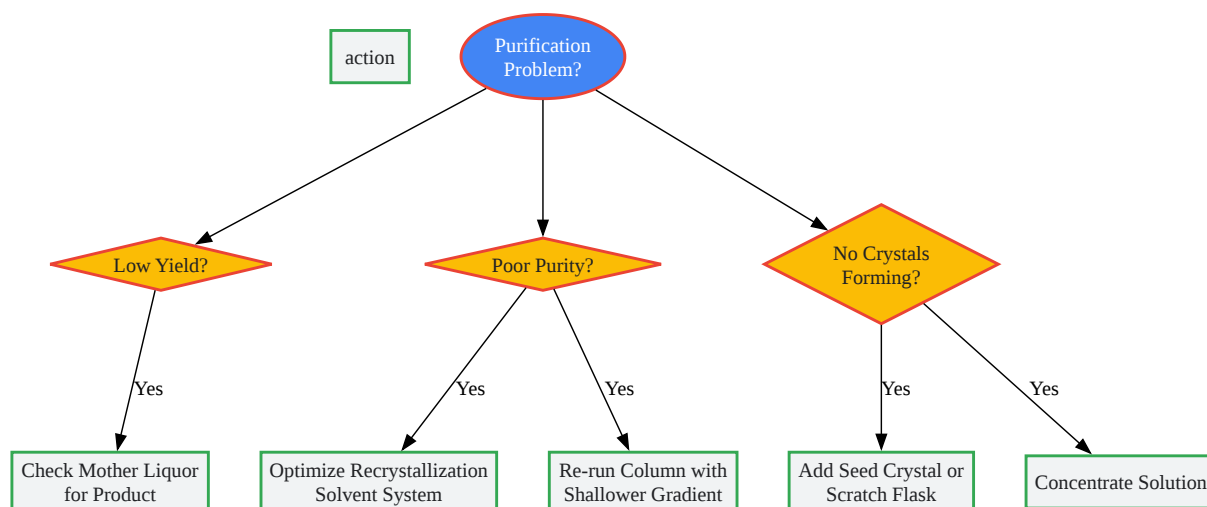 action
Purification
Problem?
Low Yield?
Poor Purity?
No Crystals
Forming?
Yes
Yes
Yes
Yes
Yes
Check Mother Liquor
for Product
Optimize Recrystallization
Solvent System
Re-run Column with
Shallower Gradient
Add Seed Crystal or
Scratch Flask
Concentrate Solution